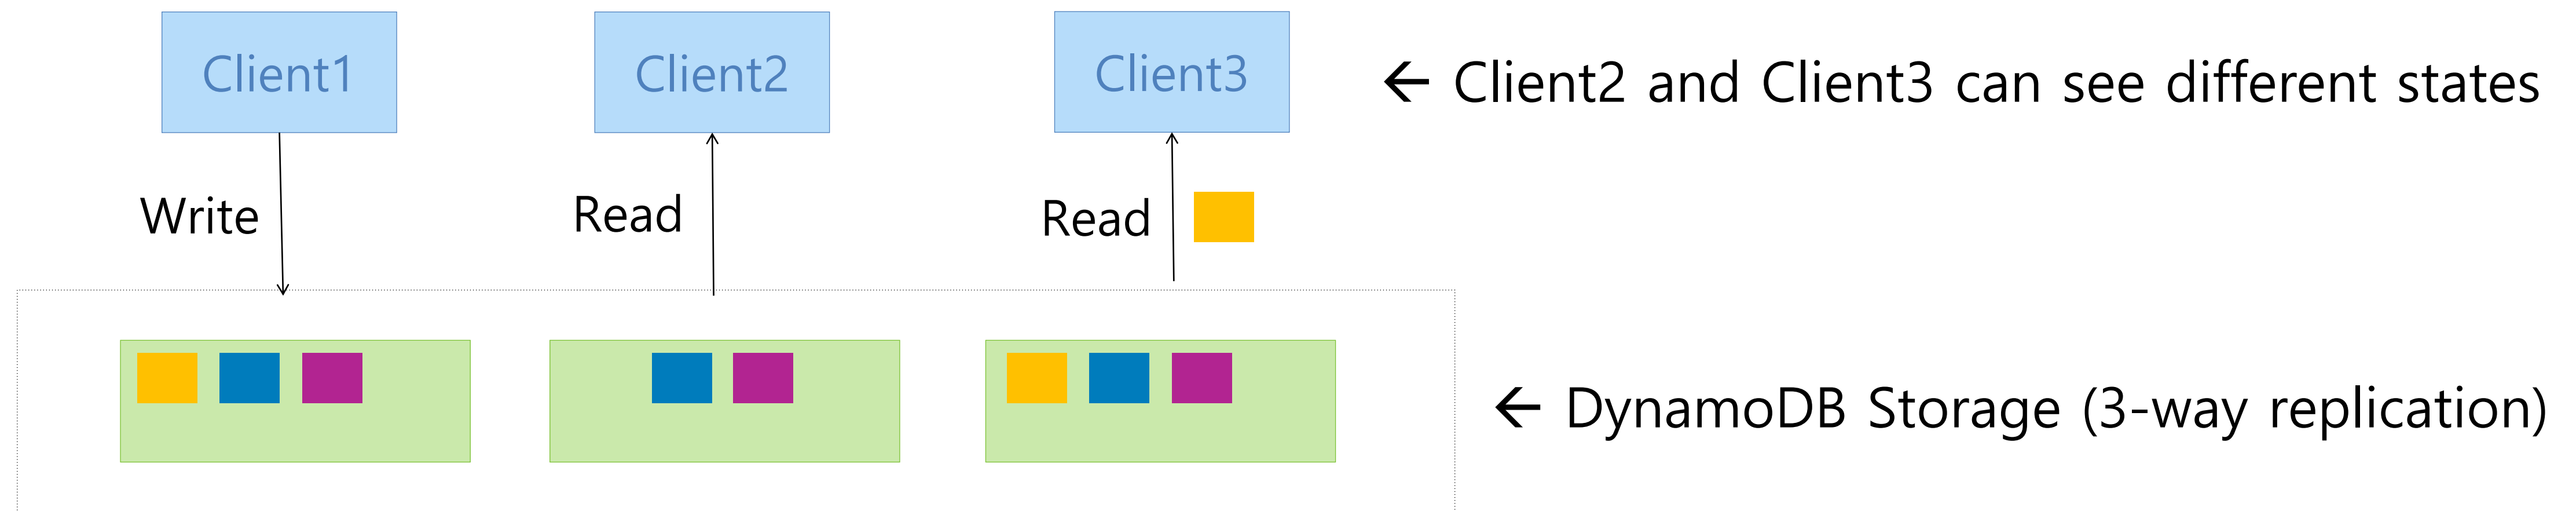 Client1
Client2
Client3
← Client2 and Client3 can see different states
Write
Read
Read
← DynamoDB Storage (3-way replication)